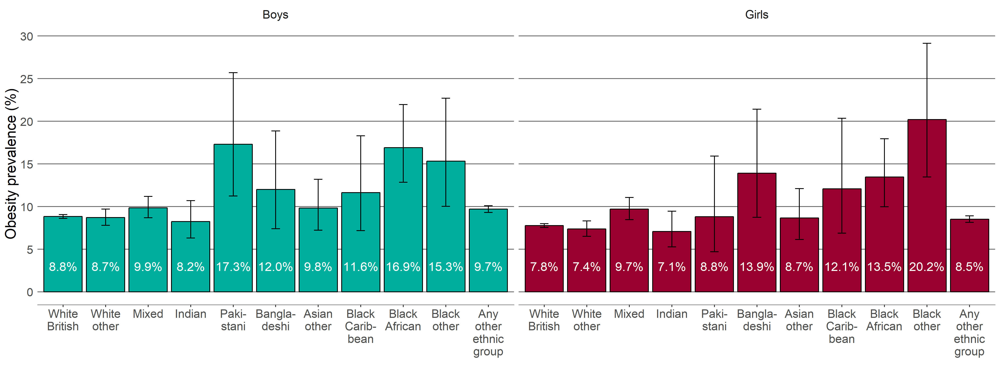 Boys
Girls
Obesity prevalence (%)
30
25
20
15
10
5
0
8.8%
8.7%
9.9%
8.2%
17.3%
12.0%
9.8%
11.6%
16.9%
15.3%
9.7%
7.8%
7.4%
9.7%
7.1%
8.8%
13.9%
8.7%
12.1%
13.5%
20.2%
8.5%
White
British
White
other
Mixed
Indian
Paki-
stani
Bangla-
deshi
Asian
other
Black
Carib-
bean
Black
African
Black
other
Any
other
ethnic
group
White
British
White
other
Mixed
Indian
Paki-
stani
Bangla-
deshi
Asian
other
Black
Carib-
bean
Black
African
Black
other
Any
other
ethnic
group